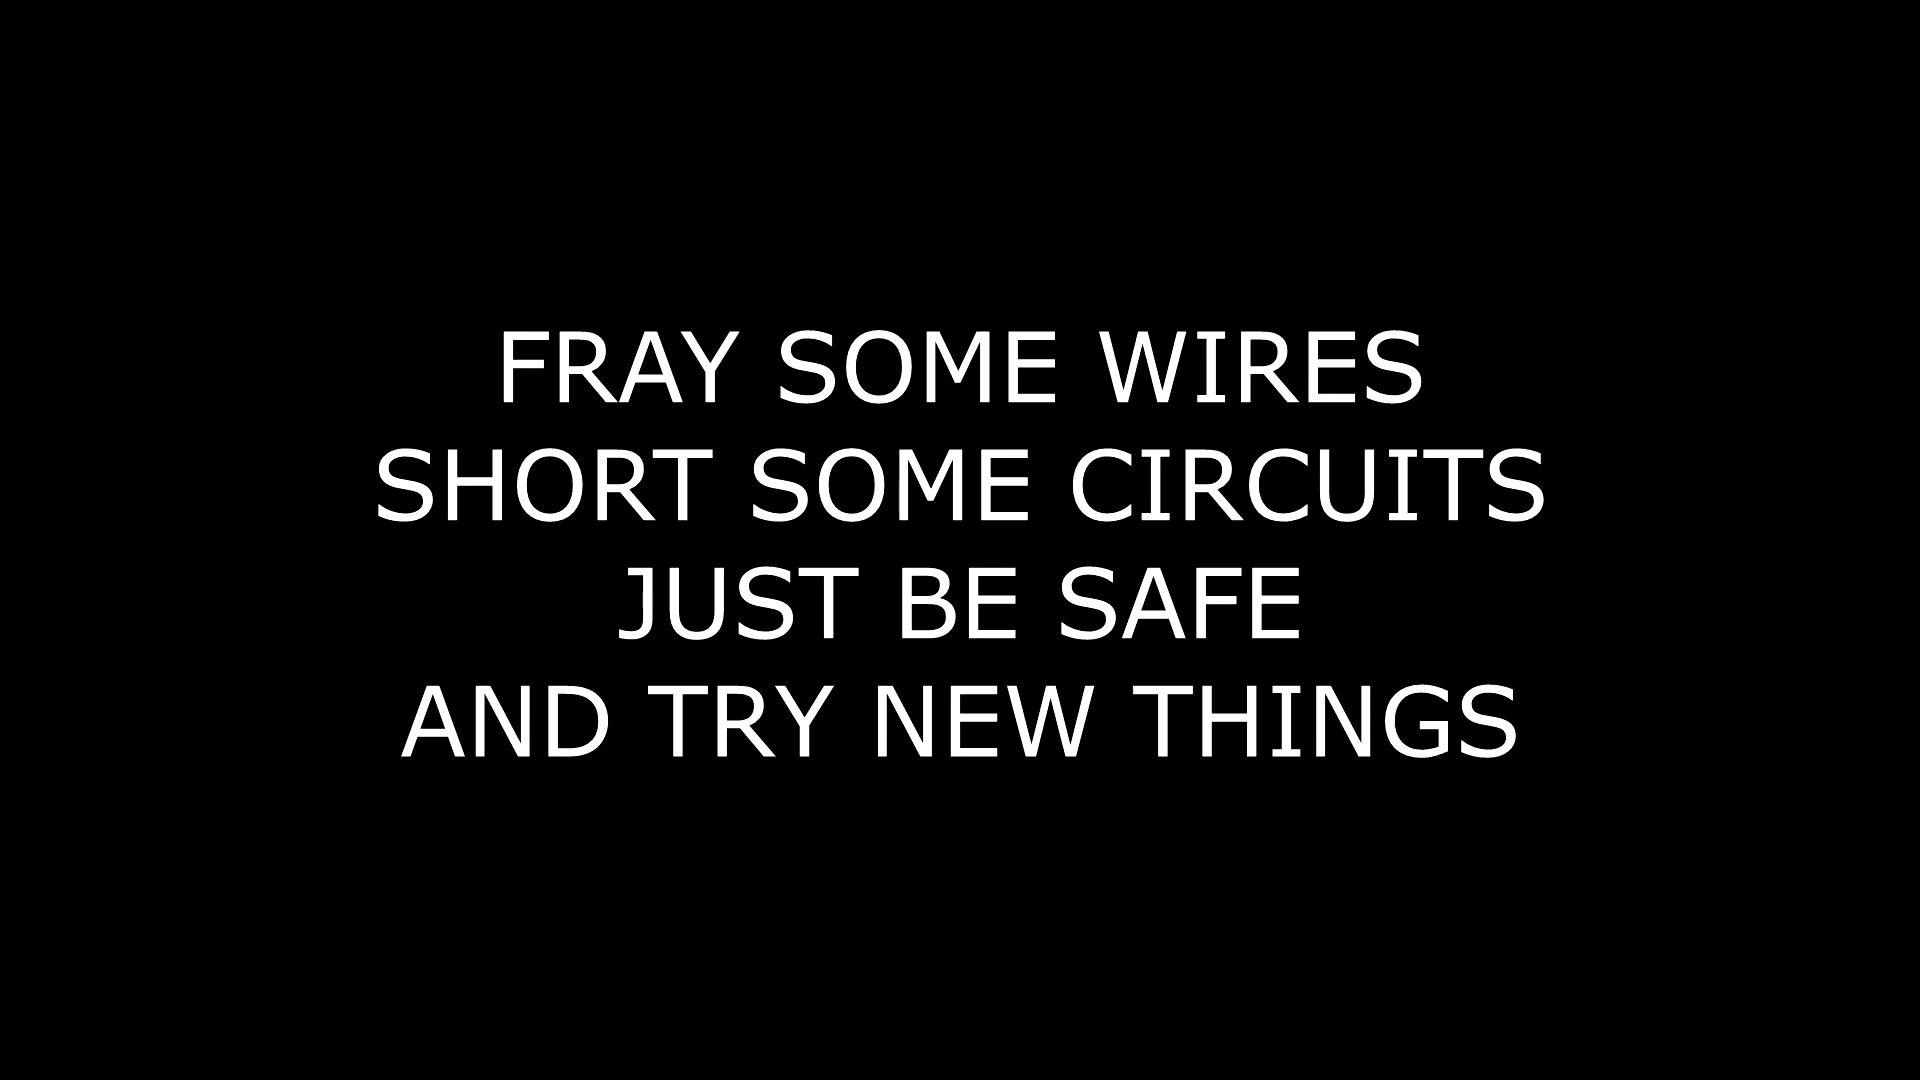 FRAY SOME WIRES
SHORT SOME CIRCUITS
JUST BE SAFE
AND TRY NEW THINGS